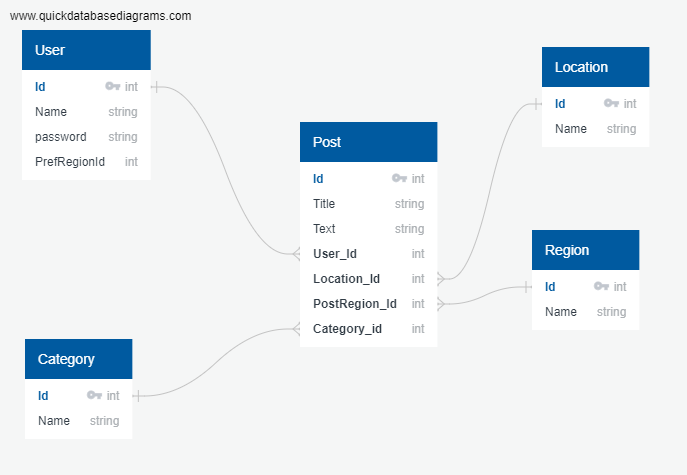 www.quickdatabasediagrams.com
User
Id int
Name string
password string
PrefRegionId int
Post
Id int
Title string
Text string
User_Id int
Location_Id int
PostRegion_Id int
Category_id int
Location
Id int
Name string
Region
Id int
Name string
Category
Id int
Name string